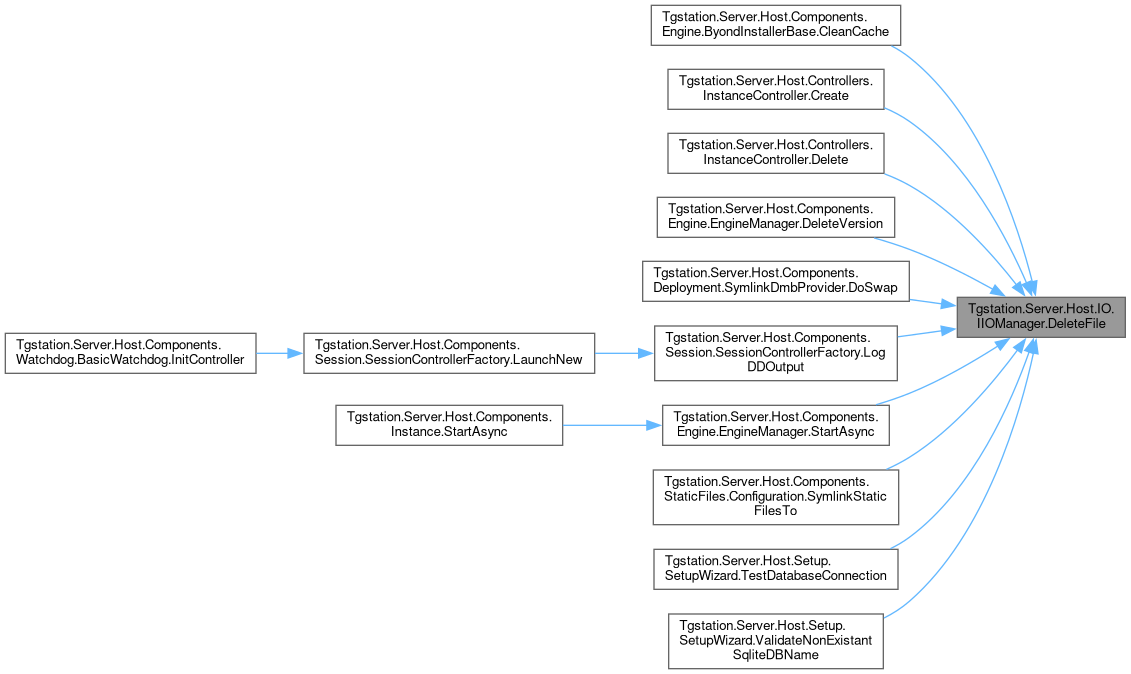 Tgstation.Server.Host.Components.
Engine.ByondInstallerBase.CleanCache
Tgstation.Server.Host.Controllers.
InstanceController.Create
Tgstation.Server.Host.Controllers.
InstanceController.Delete
Tgstation.Server.Host.Components.
Engine.EngineManager.DeleteVersion
Tgstation.Server.Host.Components.
Deployment.SymlinkDmbProvider.DoSwap
Tgstation.Server.Host.IO.
IIOManager.DeleteFile
Tgstation.Server.Host.Components.
Watchdog.BasicWatchdog.InitController
Tgstation.Server.Host.Components.
Session.SessionControllerFactory.LaunchNew
Tgstation.Server.Host.Components.
Session.SessionControllerFactory.Log
DDOutput
Tgstation.Server.Host.Components.
Instance.StartAsync
Tgstation.Server.Host.Components.
Engine.EngineManager.StartAsync
Tgstation.Server.Host.Components.
StaticFiles.Configuration.SymlinkStatic
FilesTo
Tgstation.Server.Host.Setup.
SetupWizard.TestDatabaseConnection
Tgstation.Server.Host.Setup.
SetupWizard.ValidateNonExistant
SqliteDBName